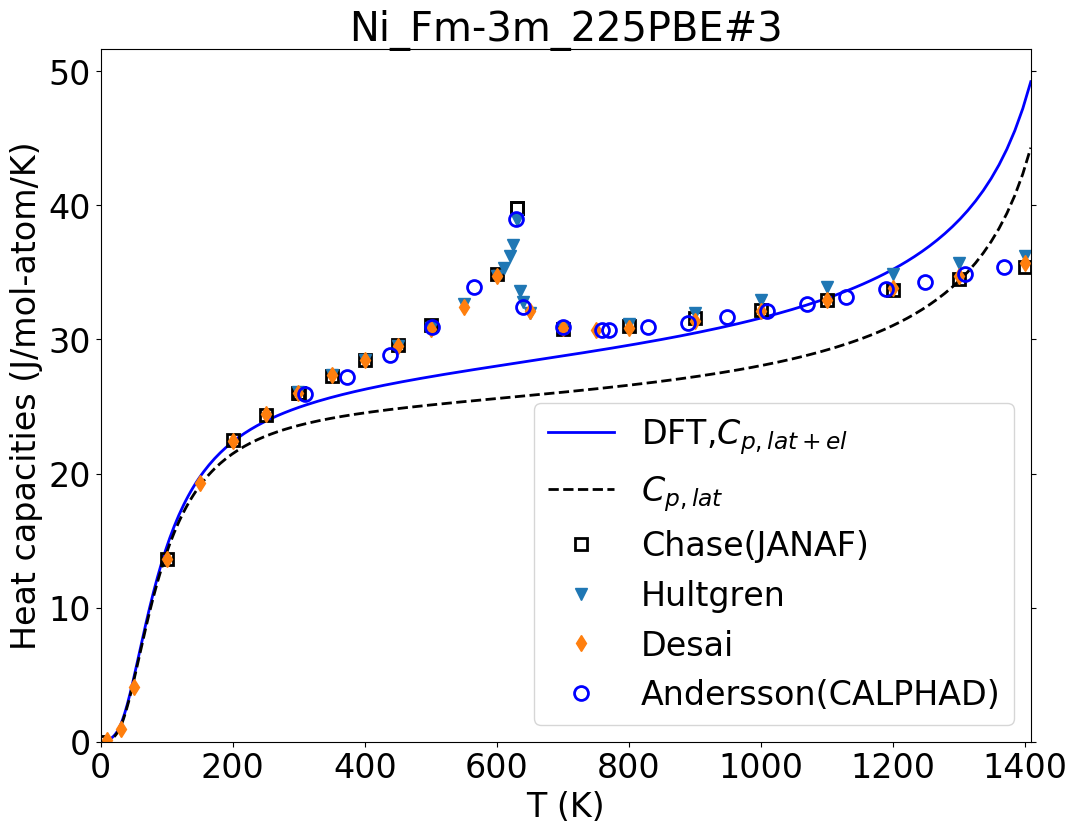 Ni_Fm-3m_225PBE#3
Heat capacities (J/mol-atom/K)
50
40
30
20
10
0
0 200 400 600 800 1000 1200 1400
T (K)
DFT,C_{p, lat+el}
C_{p, lat}
Chase(JANAF)
Hultgren
Desai
Andersson(CALPHAD)